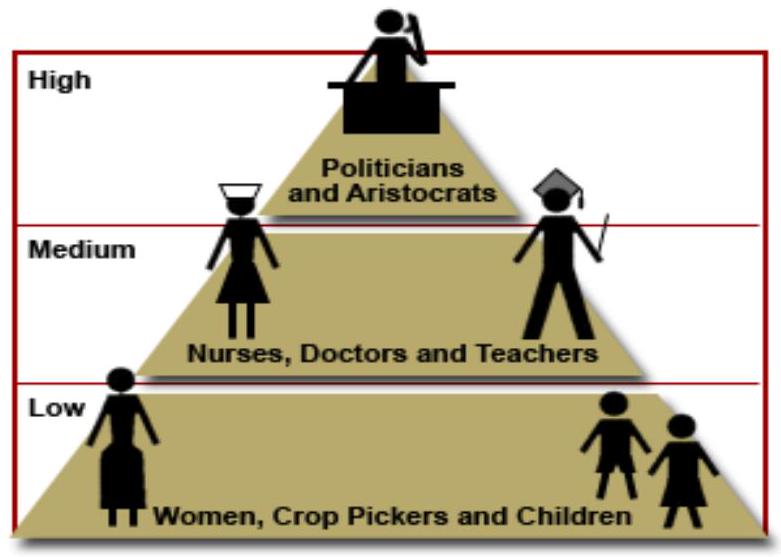 High
Politicians
and Aristocrats
Medium
Nurses, Doctors and Teachers
Low
Women, Crop Pickers and Children